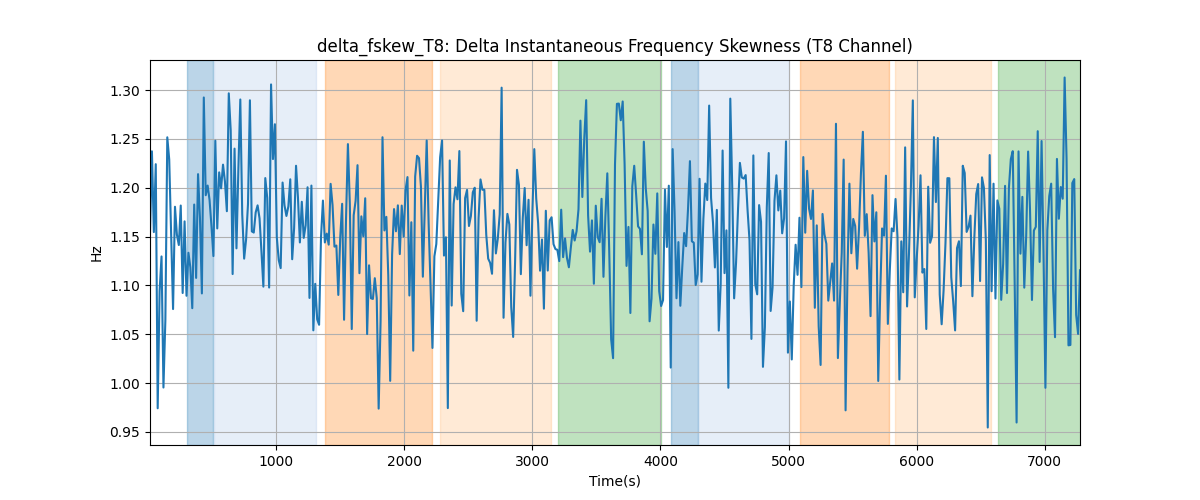 delta_fskew_T8: Delta Instantaneous Frequency Skewness (T8 Channel)
1.30
1.25
1.20
1.15
1.10
1.05
1.00
0.95
Hz
1000 2000 3000 4000 5000 6000 7000
Time(s)